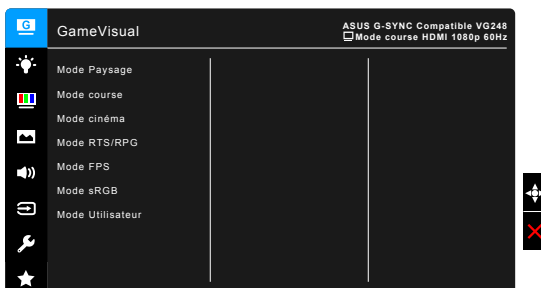 G
GameVisual
ASUS G-SYNC Compatible VG248
Mode course HDMI 1080p 60Hz
Mode Paysage
Mode course
Mode cinéma
Mode RTS/RPG
Mode FPS
Mode sRGB
Mode Utilisateur